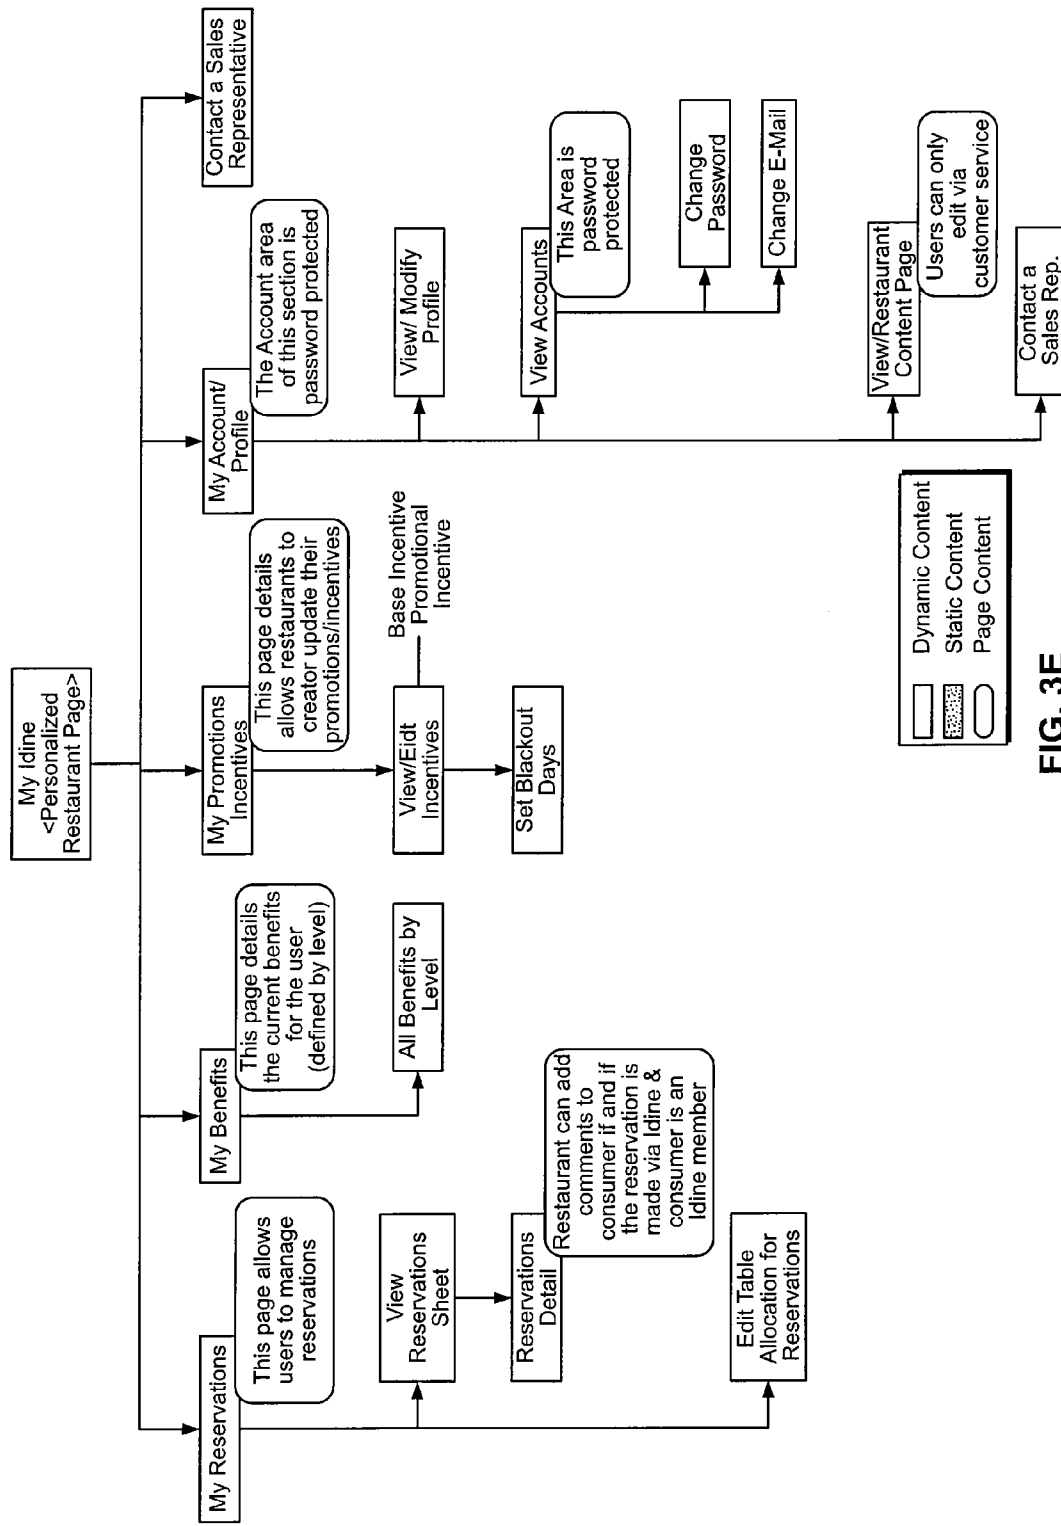 My Idine
<Personalized
Restaurant Page>
My Reservations
This page allows
users to manage
reservations
View
Reservations
Sheet
Reservations
Detail
Restaurant can add
comments to
consumer if and if
the reservation is
made via Idine &
consumer is an
Idine member
Edit Table
Allocation for
Reservations
My Benefits
This page details
the current benefits
for the user
(defined by level)
All Benefits by
Level
My Promotions
Incentives
This page details
allows restaurants to
creator update their
promotions/incentives
View/Eidt
Incentives
Base Incentive
Promotional
Incentive
Set Blackout
Days
My Account/
Profile
The Account area
of this section is
password protected
View/ Modify
Profile
View Accounts
This Area is
password
protected
Change
Password
Change E-Mail
View/Restaurant
Content Page
Users can only
edit via
customer service
Contact a
Sales Rep.
Contact a Sales
Representative
Dynamic Content
Static Content
Page Content
FIG. 3E